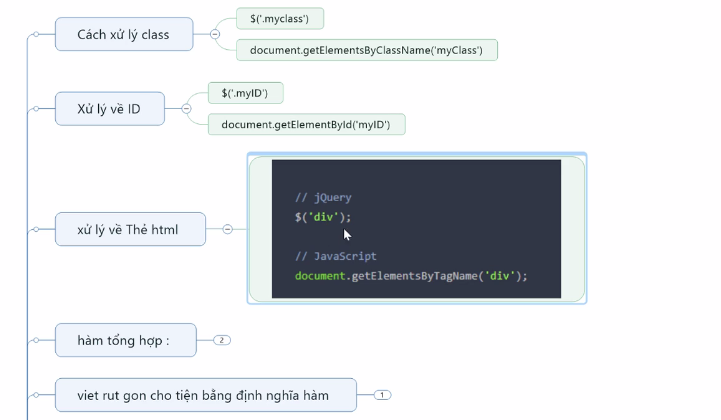 Cách xử lý class
$('.myclass')
document.getElementsByClassName('myClass')
Xử lý về ID
$('.myID')
document.getElementById('myID')
xử lý về Thẻ html
// jQuery
$('div');
// JavaScript
document.getElementsByTagName('div');
hàm tổng hợp :
2
viet rut gon cho tiện bằng định nghĩa hàm
1